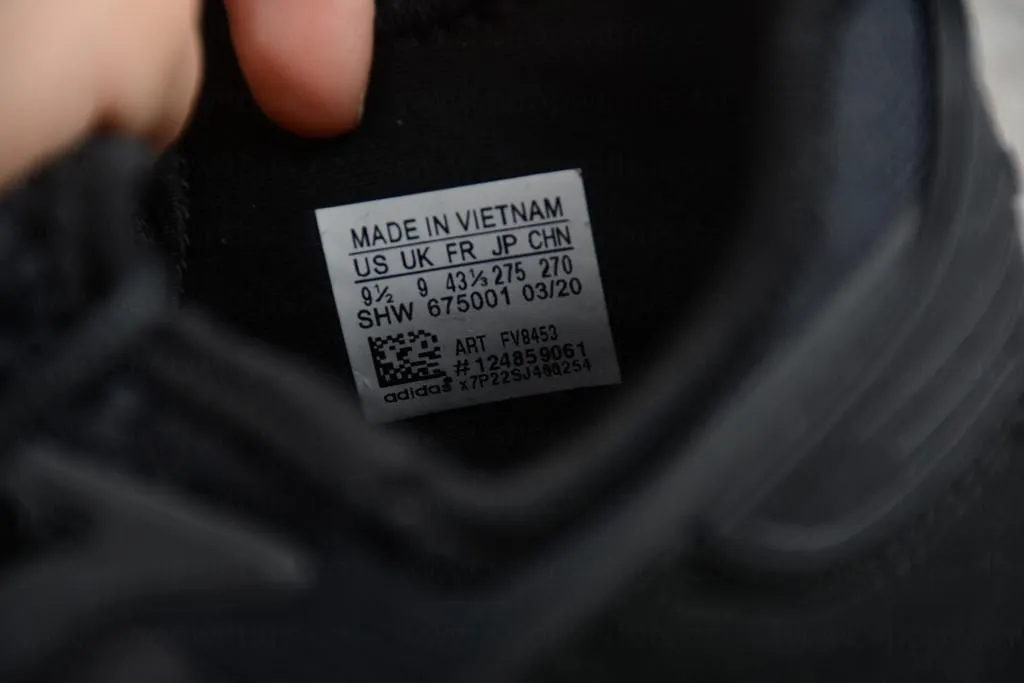 MADE IN VIETNAM
US UK FR JP CHN
9½ 9 43⅓ 275 270
SHW 675001 03/20
ART FV8453
#124859061
adidas